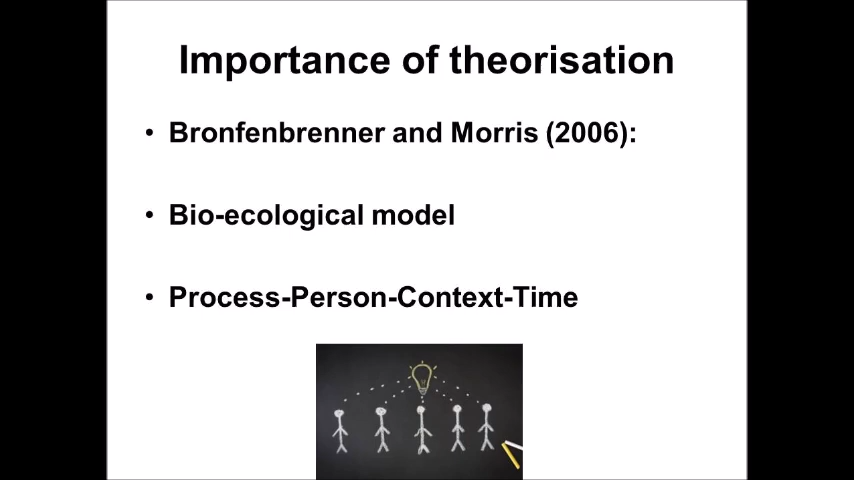 Importance of theorisation
• Bronfenbrenner and Morris (2006):
• Bio-ecological model
• Process-Person-Context-Time